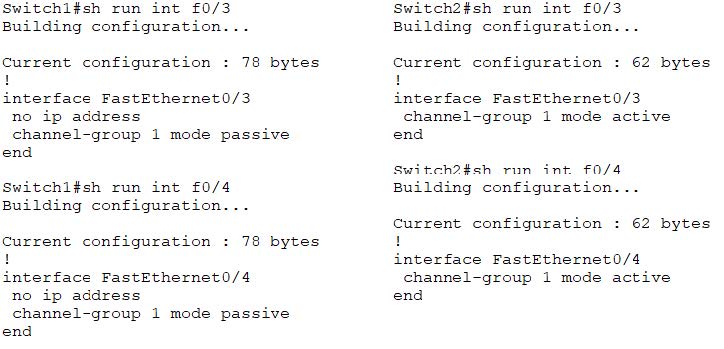 Switch1#sh run int f0/3
Building configuration...
Current configuration : 78 bytes
!
interface FastEthernet0/3
no ip address
channel-group 1 mode passive
end
Switch1#sh run int f0/4
Building configuration...
Current configuration : 78 bytes
!
interface FastEthernet0/4
no ip address
channel-group 1 mode passive
end
Switch2#sh run int f0/3
Building configuration...
Current configuration : 62 bytes
!
interface FastEthernet0/3
channel-group 1 mode active
end
Switch2#sh run int f0/4
Building configuration...
Current configuration : 62 bytes
!
interface FastEthernet0/4
channel-group 1 mode active
end